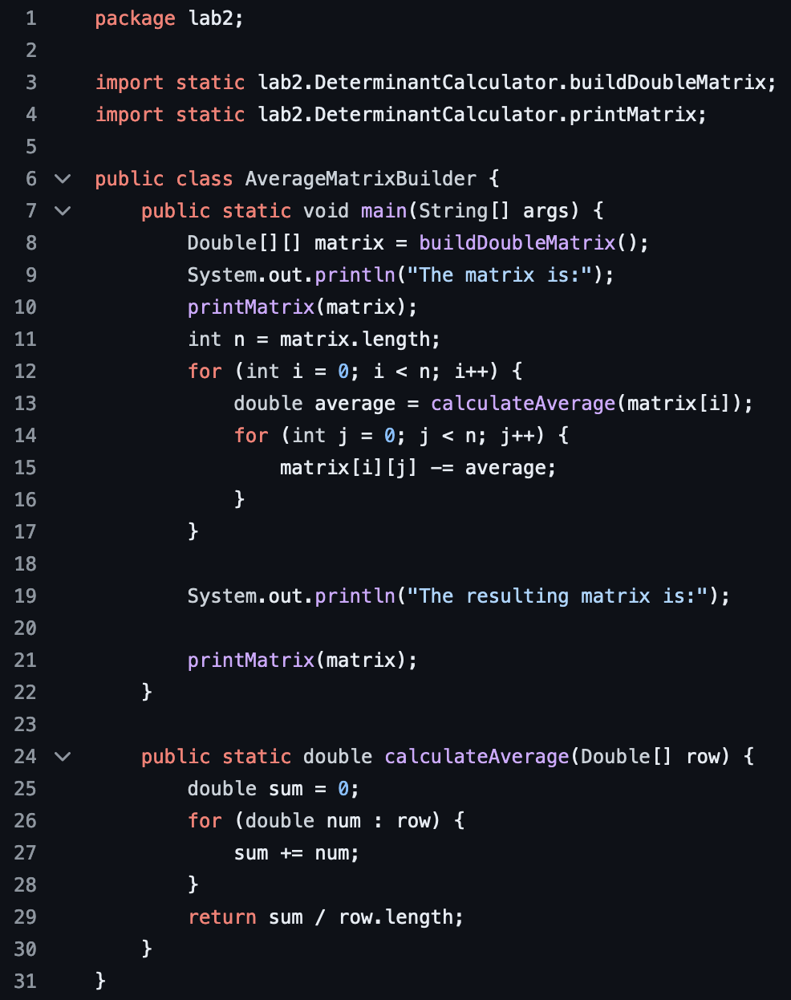 1 package lab2;
2
3 import static lab2.DeterminantCalculator.buildDoubleMatrix;
4 import static lab2.DeterminantCalculator.printMatrix;
5
6 public class AverageMatrixBuilder {
7     public static void main(String[] args) {
8         Double[][] matrix = buildDoubleMatrix();
9         System.out.println("The matrix is:");
10         printMatrix(matrix);
11         int n = matrix.length;
12         for (int i = 0; i < n; i++) {
13             double average = calculateAverage(matrix[i]);
14             for (int j = 0; j < n; j++) {
15                 matrix[i][j] -= average;
16             }
17         }
18
19         System.out.println("The resulting matrix is:");
20
21         printMatrix(matrix);
22     }
23
24     public static double calculateAverage(Double[] row) {
25         double sum = 0;
26         for (double num : row) {
27             sum += num;
28         }
29         return sum / row.length;
30     }
31 }